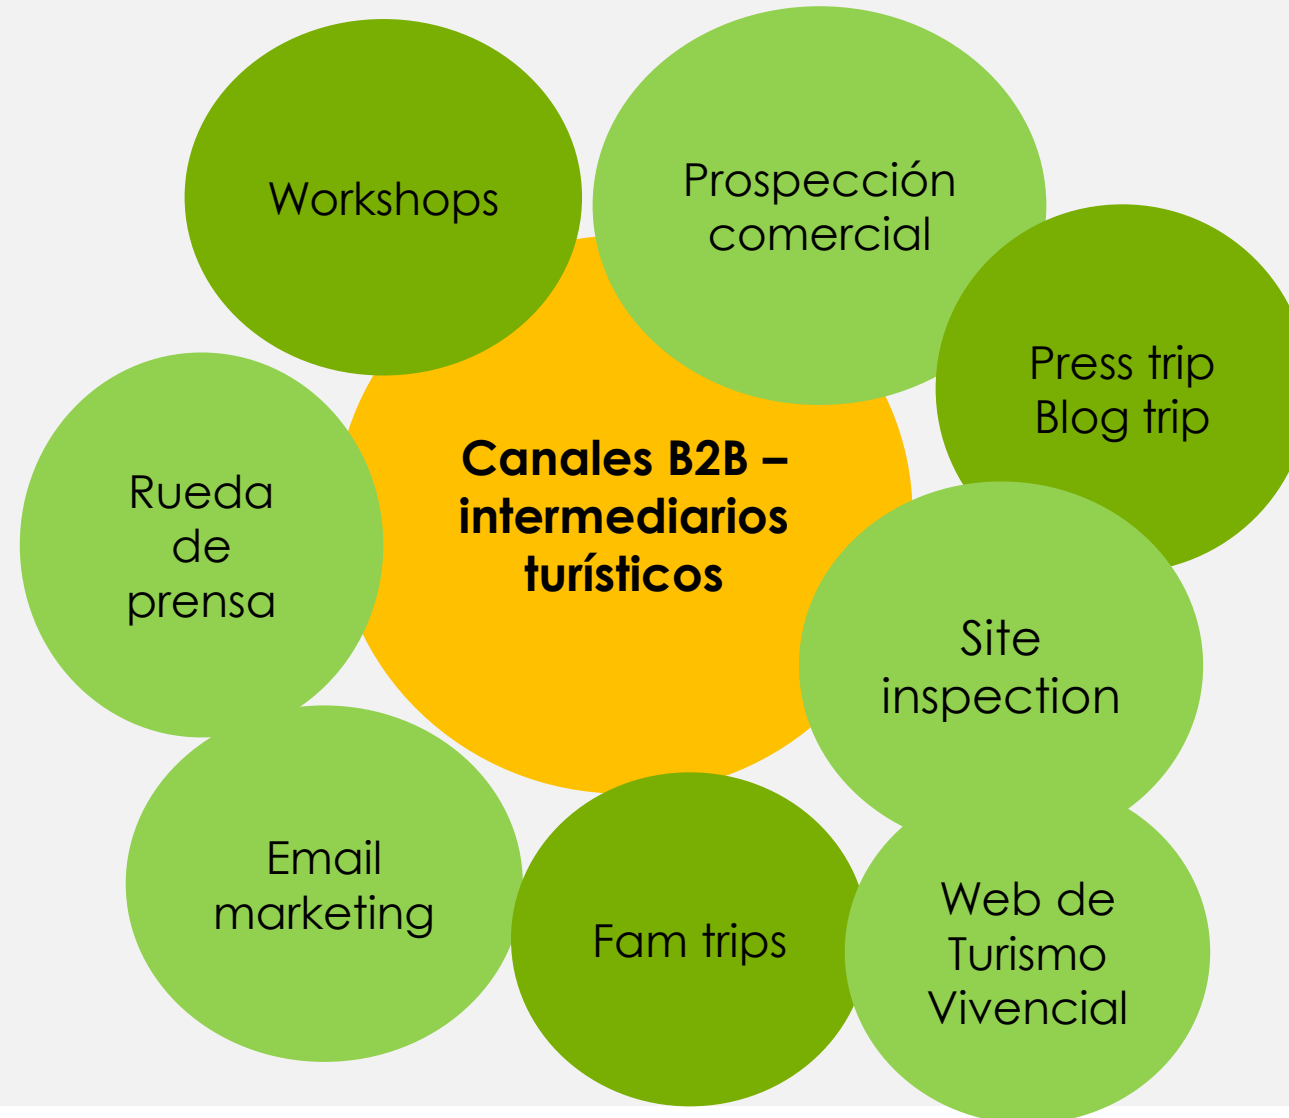 Workshops
Prospección
comercial
Press trip
Blog trip
Canales B2B –
intermediarios
turísticos
Rueda
de
prensa
Site
inspection
Email
marketing
Fam trips
Web de
Turismo
Vivencial